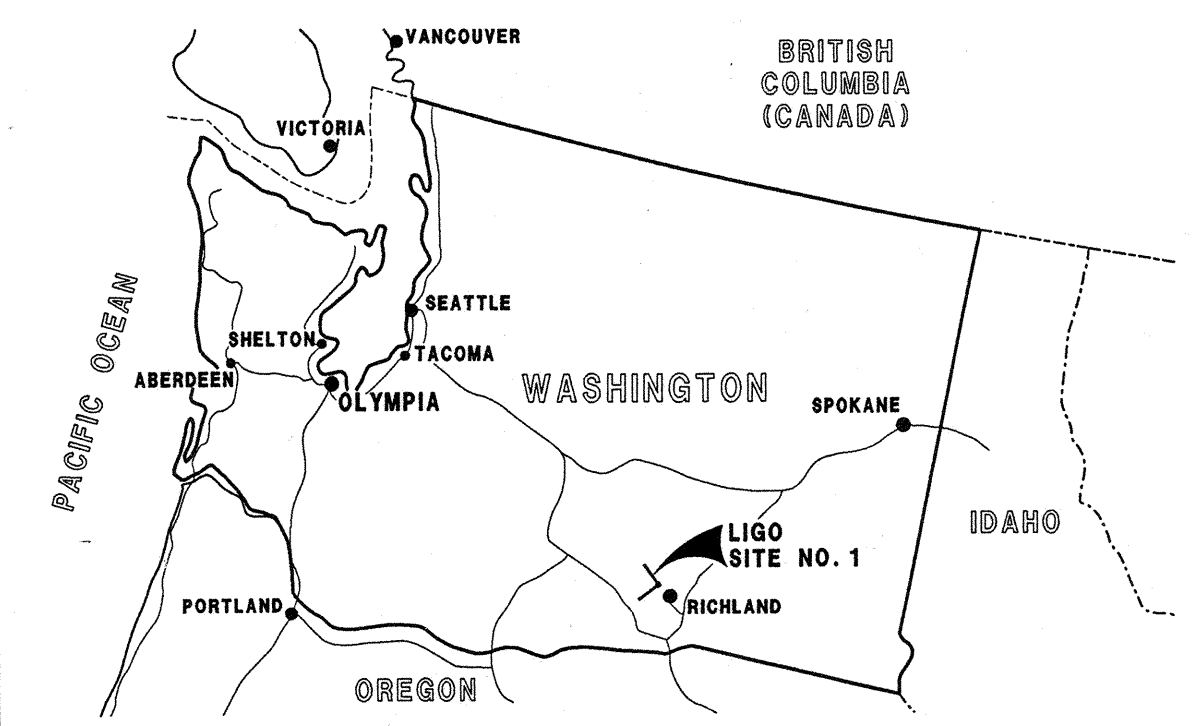 VANCOUVER
BRITISH
COLUMBIA
(CANADA)
VICTORIA
PACIFIC OCEAN
SEATTLE
SHELTON
TACOMA
ABERDEEN
OLYMPIA
WASHINGTON
SPOKANE
IDAHO
LIGO
SITE NO. 1
PORTLAND
RICHLAND
OREGON